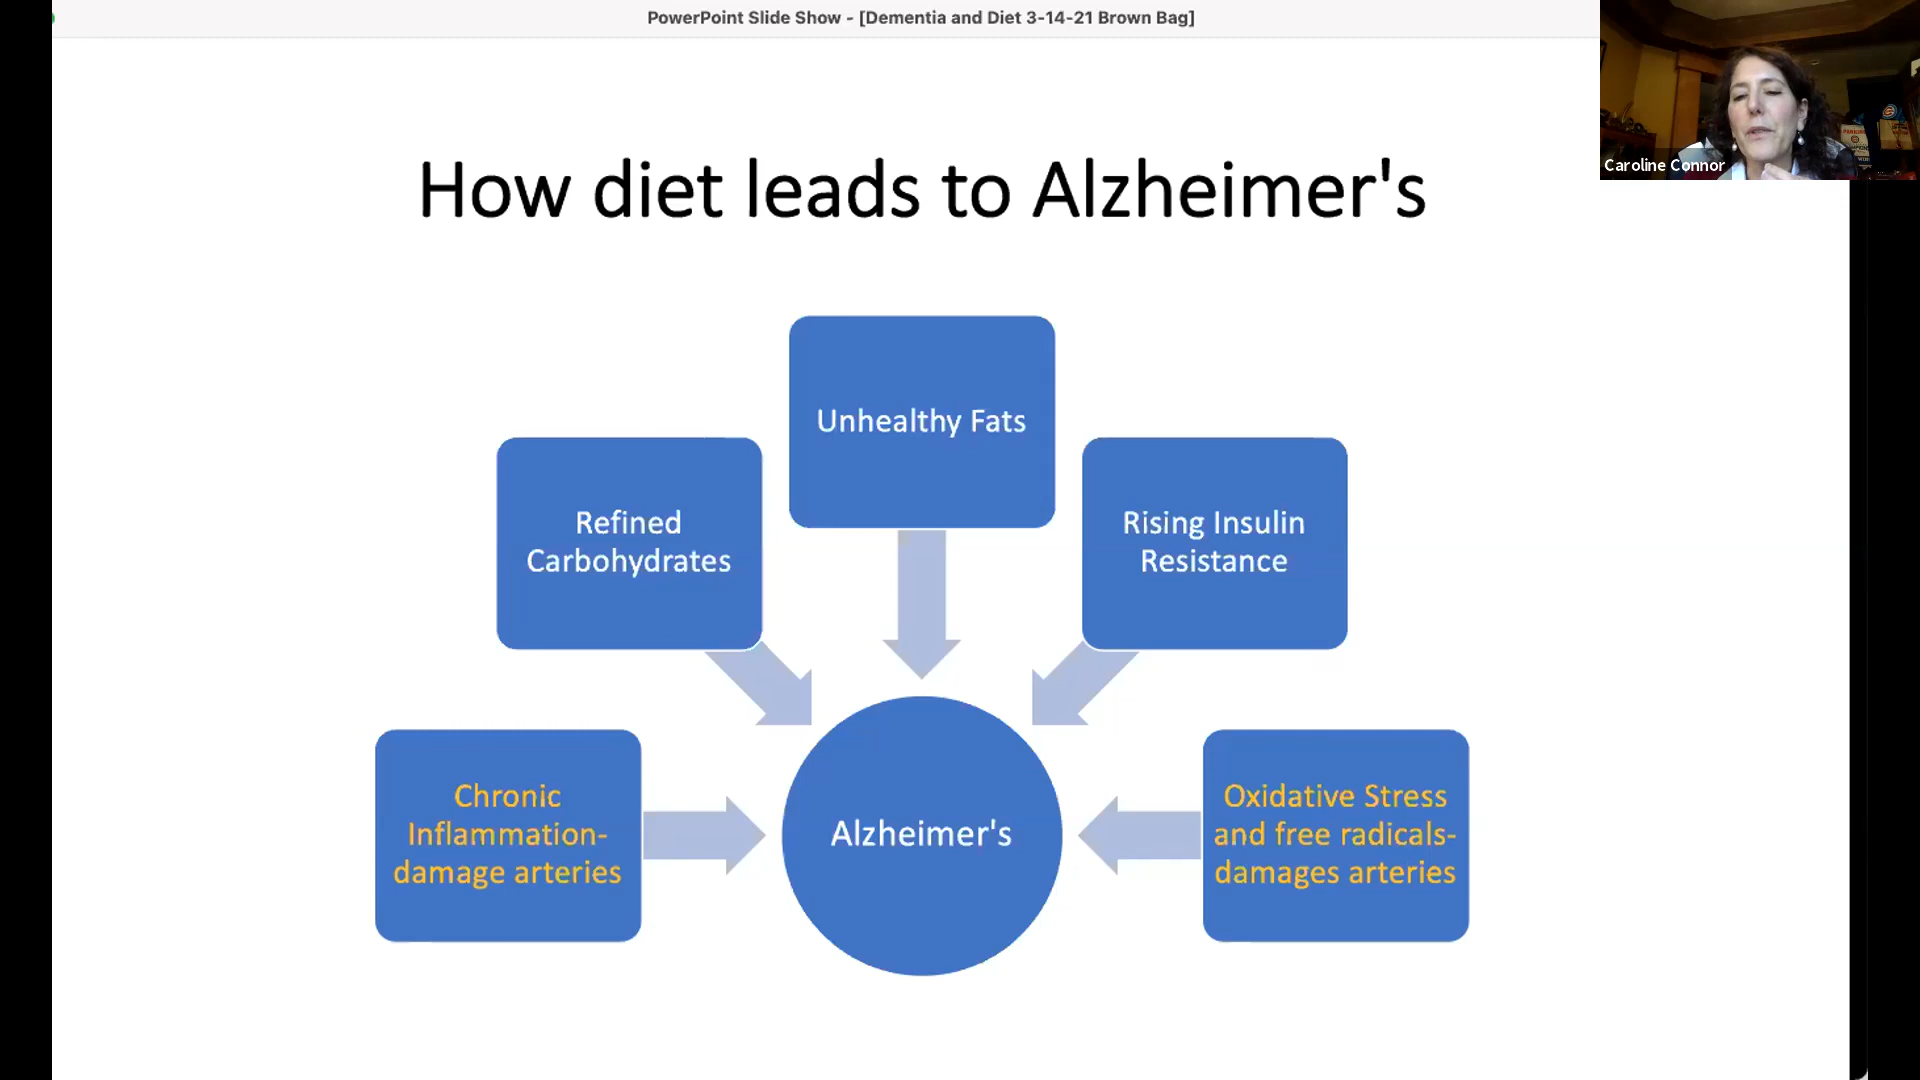 PowerPoint Slide Show - [Dementia and Diet 3-14-21 Brown Bag]
Caroline Connor
How diet leads to Alzheimer's
Unhealthy Fats
Refined
Carbohydrates
Rising Insulin
Resistance
Chronic
Inflammation-
damage arteries
Alzheimer's
Oxidative Stress
and free radicals-
damages arteries